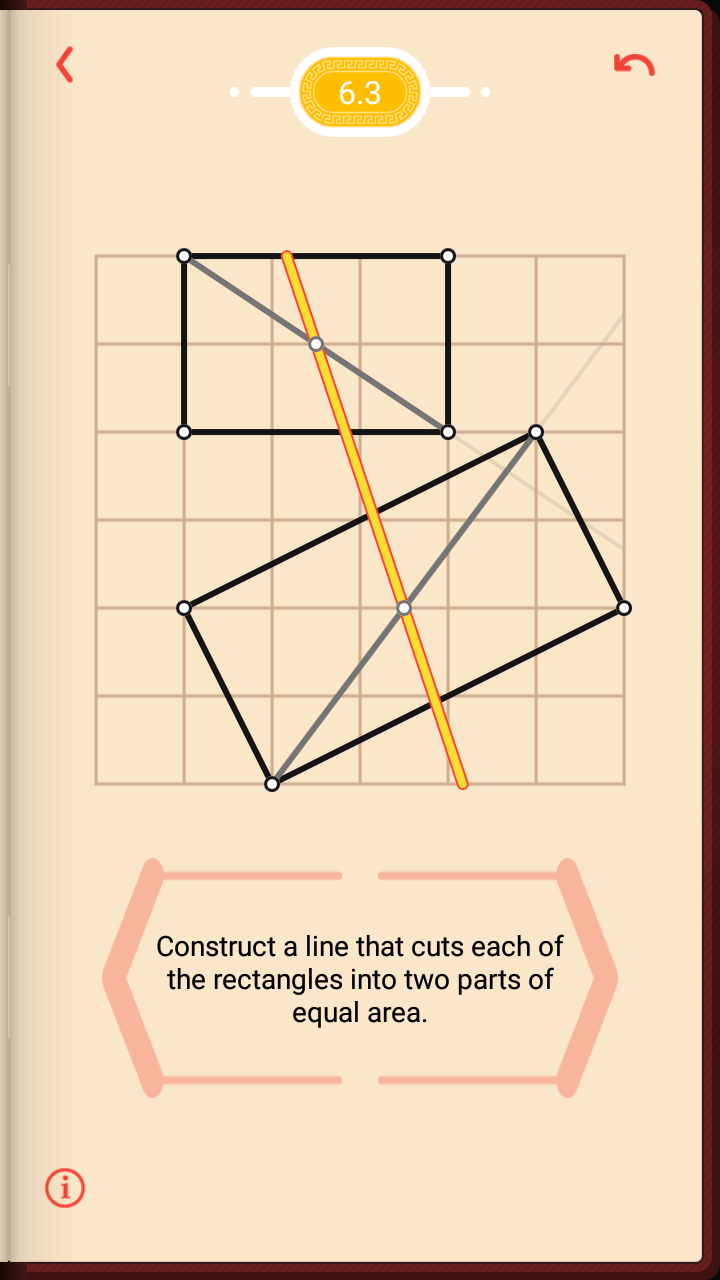 6.3
Construct a line that cuts each of
the rectangles into two parts of
equal area.
i